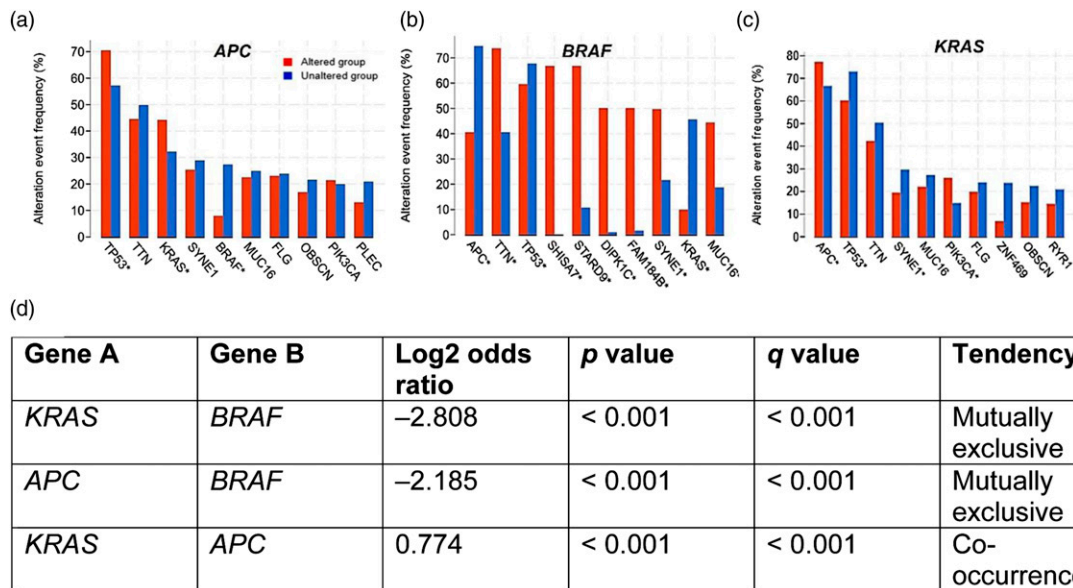 (a)
APC
Alteration event frequency (%)
70
60
50
40
30
20
10
0
Altered group
Unaltered group
TP53*
TTN
KRAS*
SYNE1
BRAF*
MUC16
FLG
OBSCN
PIK3CA
PLEC
(b)
BRAF
Alteration event frequency (%)
70
60
50
40
30
20
10
0
APC*
TTN*
TP53*
SHISA7*
STARD9*
DIPK1C*
FAM184B*
SYNE1*
KRAS*
MUC16*
(c)
KRAS
Alteration event frequency (%)
80
70
60
50
40
30
20
10
0
APC*
TP53*
TTN
SYNE1*
MUC16
PIK3CA*
FLG
ZNF469
OBSCN
RYR1
(d)
Gene A Gene B Log2 odds p value q value Tendency
ratio
KRAS BRAF –2.808 < 0.001 < 0.001 Mutually
exclusive
APC BRAF –2.185 < 0.001 < 0.001 Mutually
exclusive
KRAS APC 0.774 < 0.001 < 0.001 Co-
occurrence